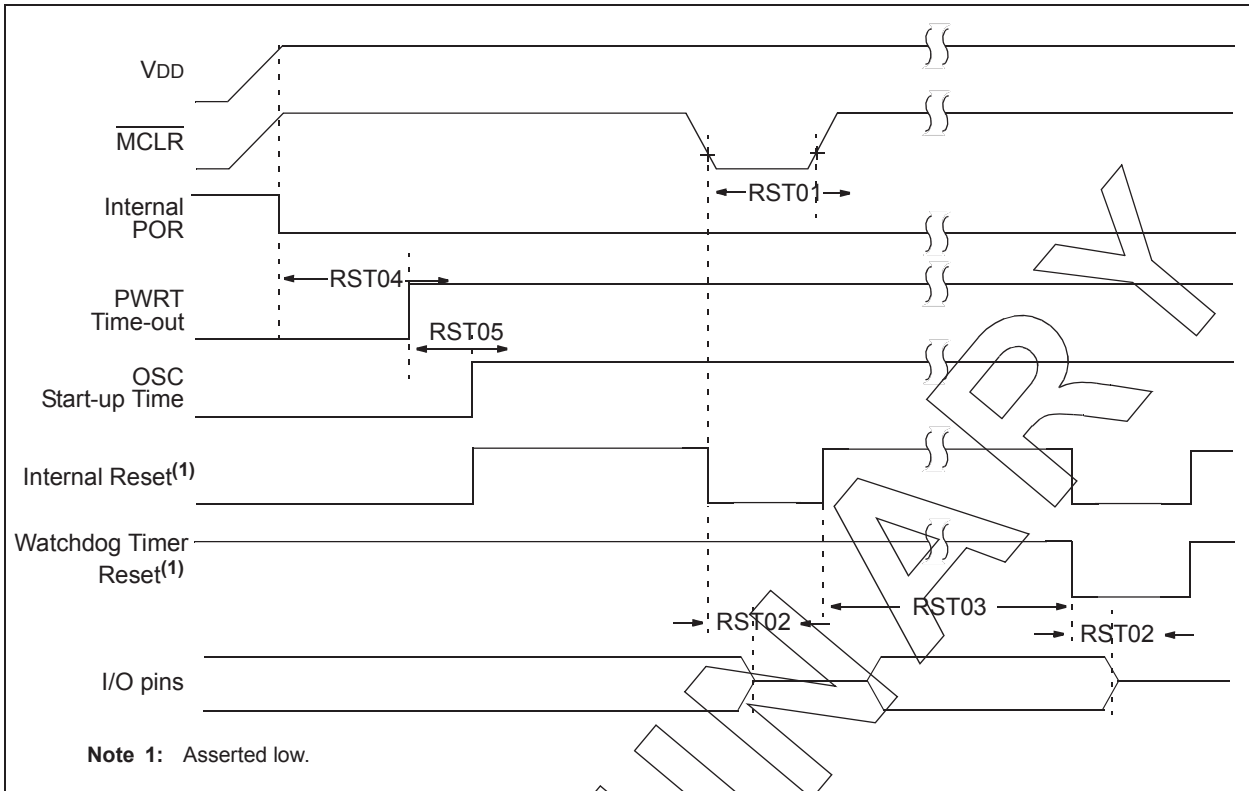 VDD
MCLR
RST01
Internal
POR
RST04
PWRT
Time-out
RST05
OSC
Start-up Time
Internal Reset(1)
Watchdog Timer
Reset(1)
RST03
RST02
RST02
I/O pins
Note 1: Asserted low.